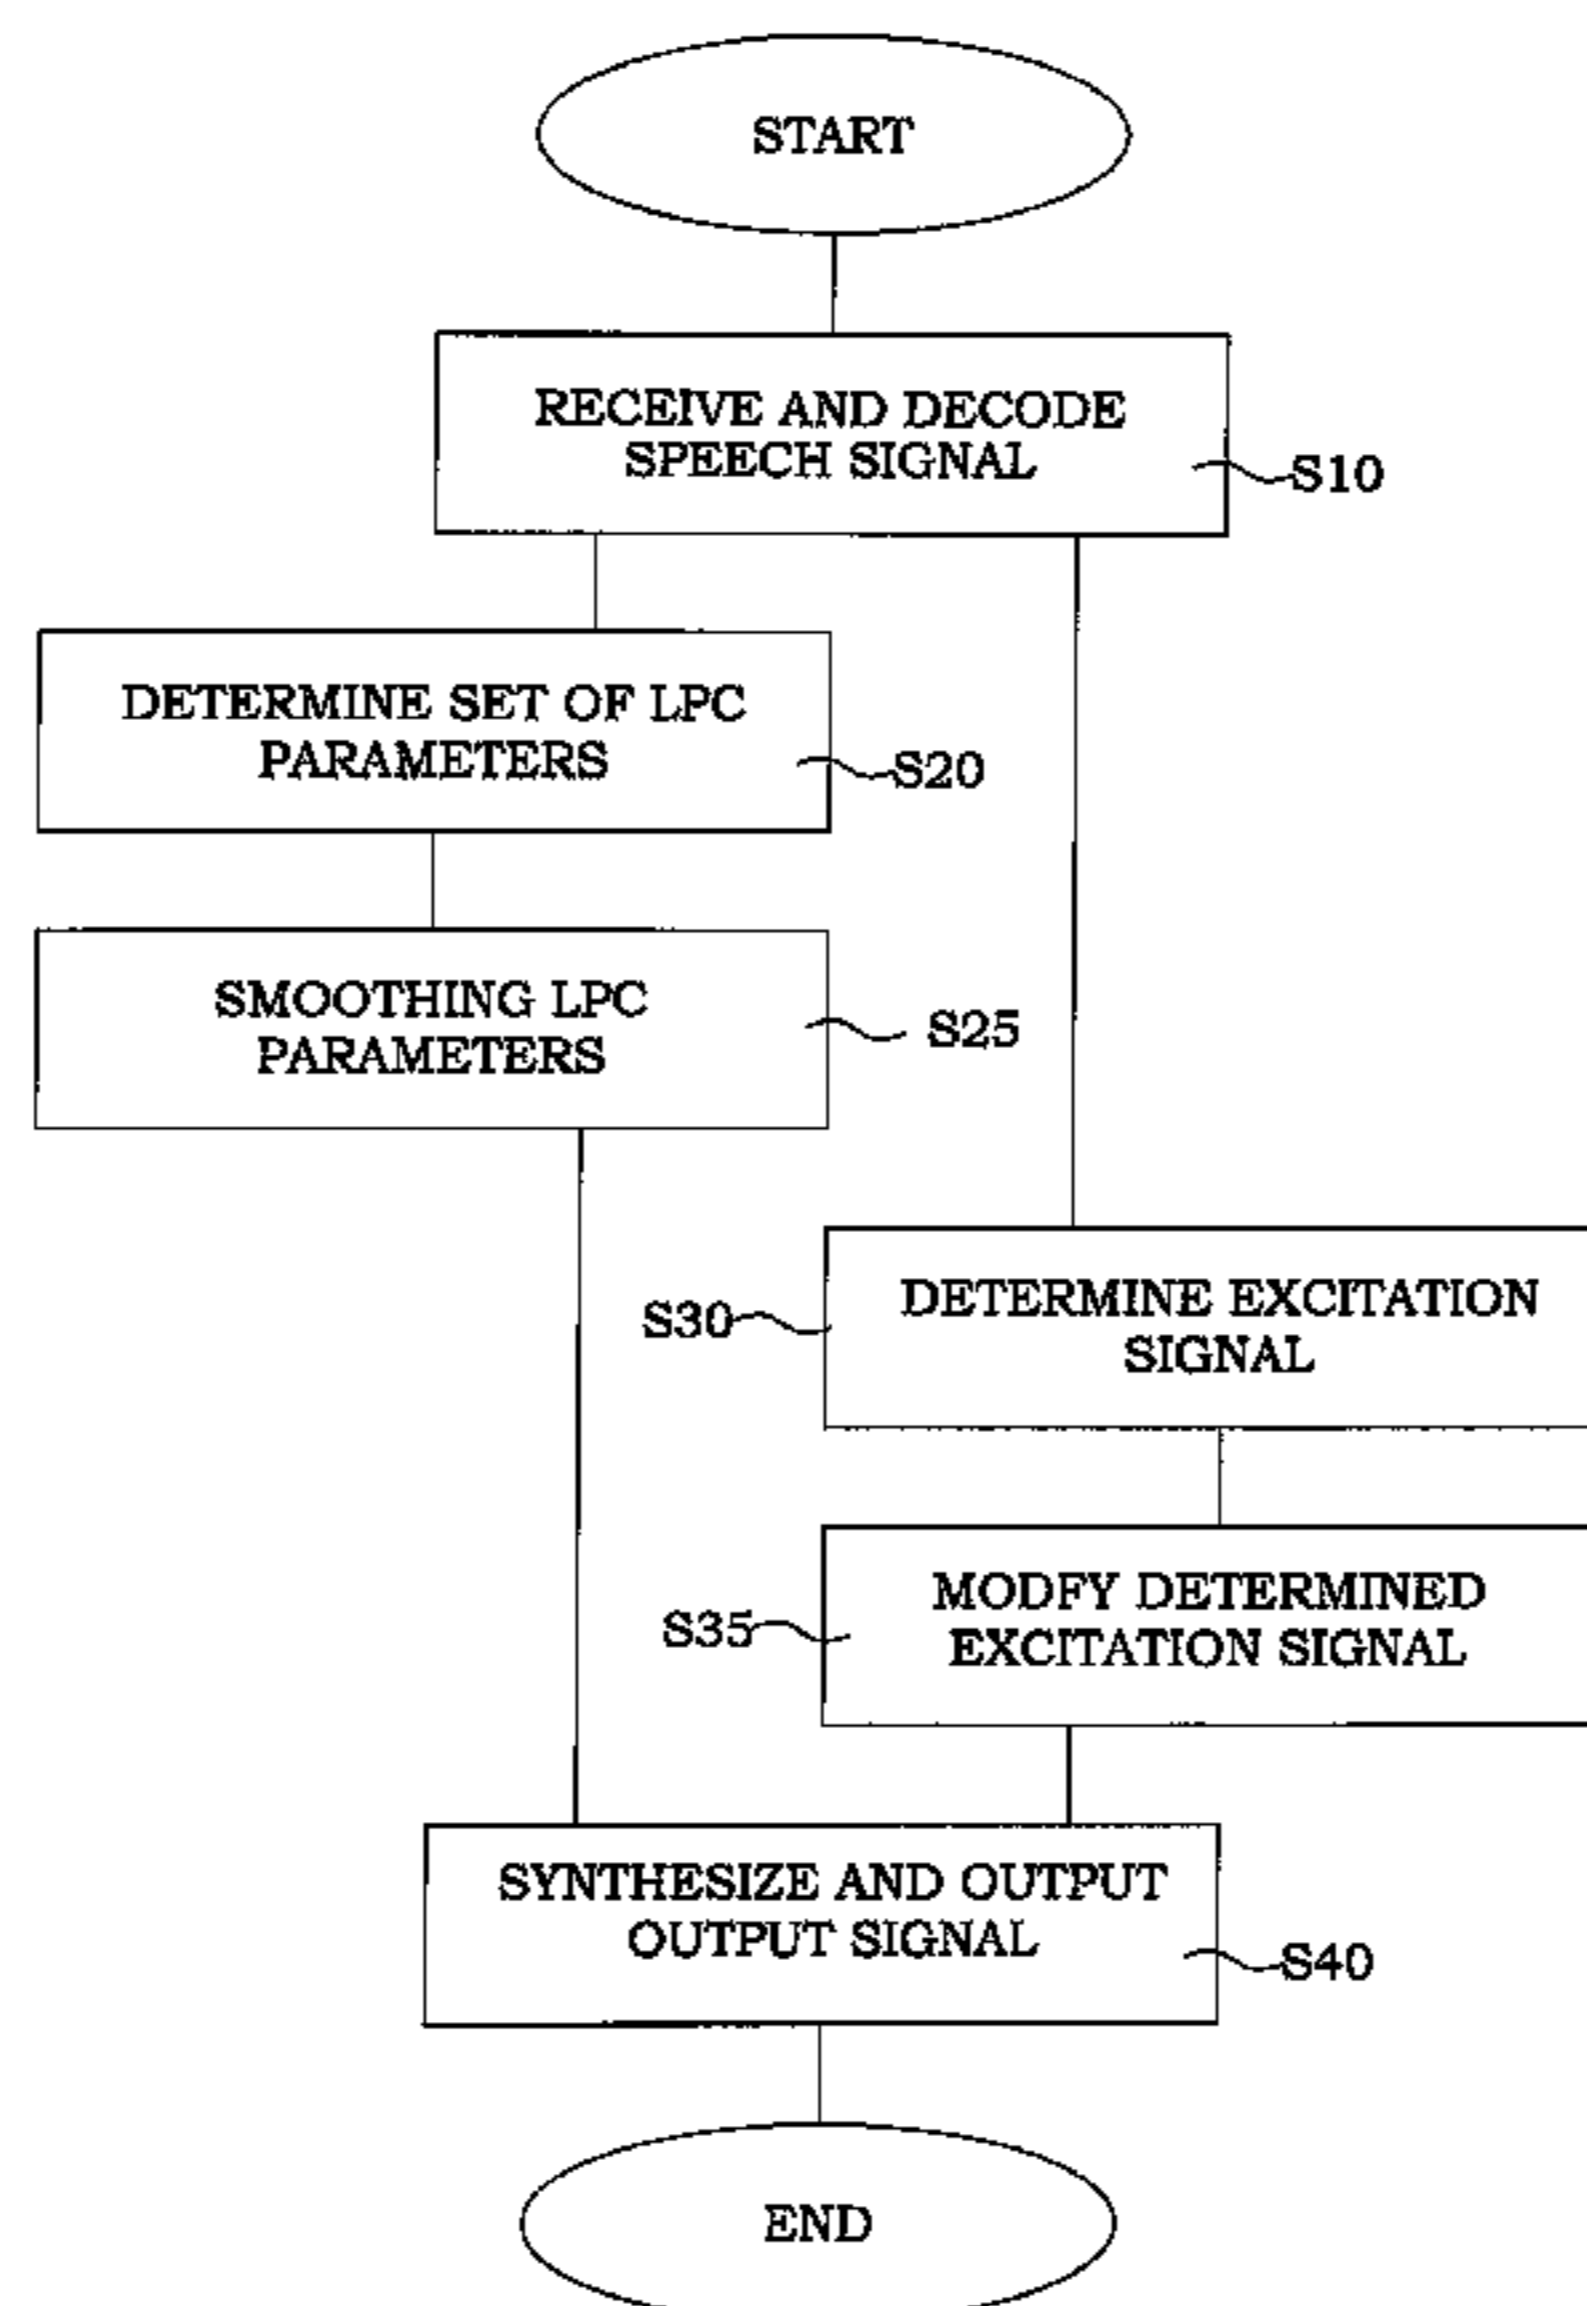 START
RECEIVE AND DECODE
SPEECH SIGNAL
S10
DETERMINE SET OF LPC
PARAMETERS
S20
SMOOTHING LPC
PARAMETERS
S25
DETERMINE EXCITATION
SIGNAL
S30
MODFY DETERMINED
EXCITATION SIGNAL
S35
SYNTHESIZE AND OUTPUT
OUTPUT SIGNAL
S40
END